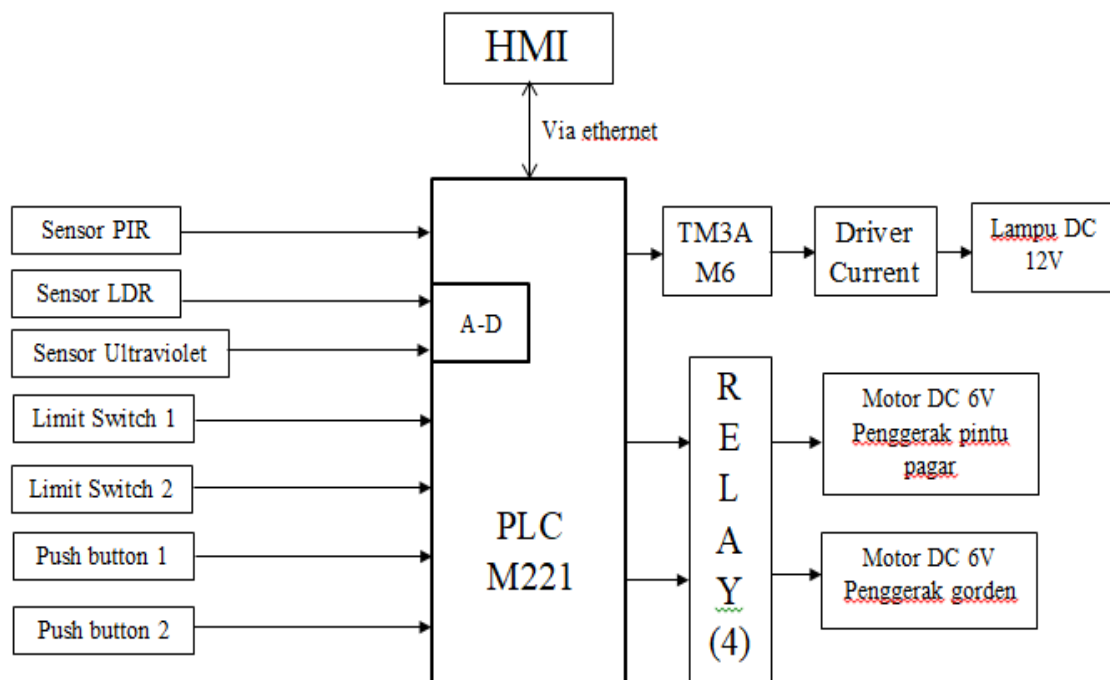 HMI
Via ethernet
Sensor PIR
Sensor LDR
Sensor Ultraviolet
Limit Switch 1
Limit Switch 2
Push button 1
Push button 2
A-D
PLC
M221
TM3A
M6
Driver
Current
Lampu DC
12V
R
E
L
A
Y
(4)
Motor DC 6V
Penggerak pintu
pagar
Motor DC 6V
Penggerak gorden